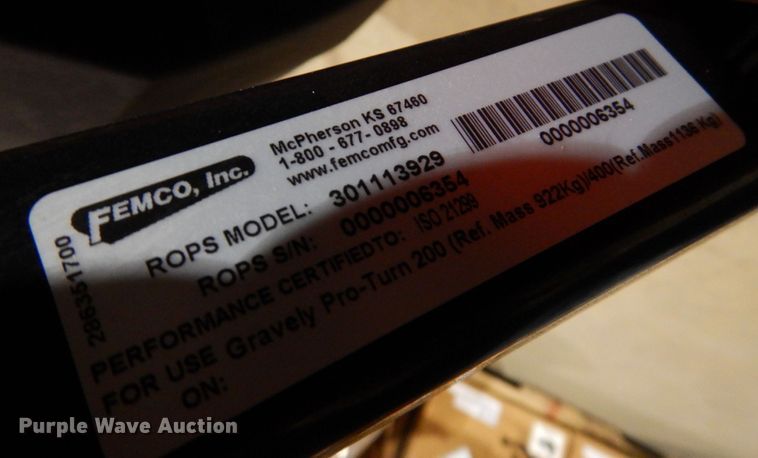 FEMCO, Inc.
McPherson KS 67460
1-800-677-0898
www.femcomfg.com
0000006354
ROPS MODEL: 301113929
ROPS S/N: 0000006354
PERFORMANCE CERTIFIEDTO: ISO 21299
FOR USE Gravely Pro-Turn 200 (Ref. Mass 922Kg)/400(Ref.Mass1136 Kg)
ON:
286351700
Purple Wave Auction